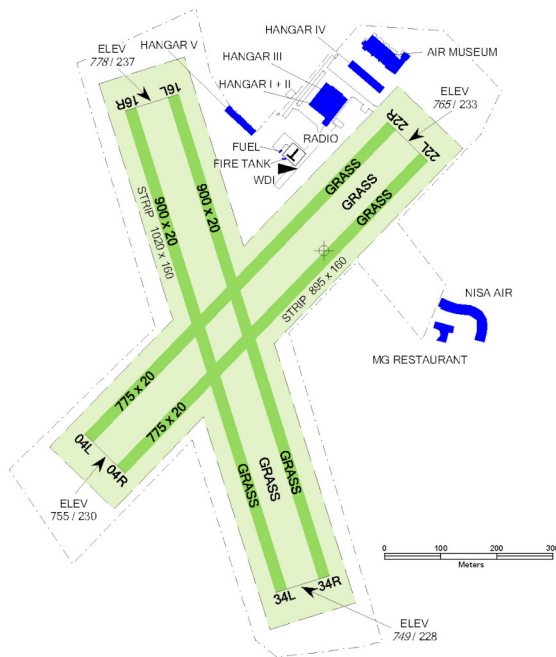 ELEV
778 / 237
HANGAR V
HANGAR IV
HANGAR III
HANGAR I + II
AIR MUSEUM
ELEV
765 / 233
16R
16L
22R
22L
RADIO
FUEL
FIRE TANK
WDI
GRASS
GRASS
GRASS
900 x 20
900 x 20
STRIP 1020 x 160
STRIP 895 x 160
NISA AIR
MG RESTAURANT
775 x 20
775 x 20
04L
04R
ELEV
755 / 230
GRASS
GRASS
GRASS
34L
34R
ELEV
749 / 228
00
100
200
300
Meters